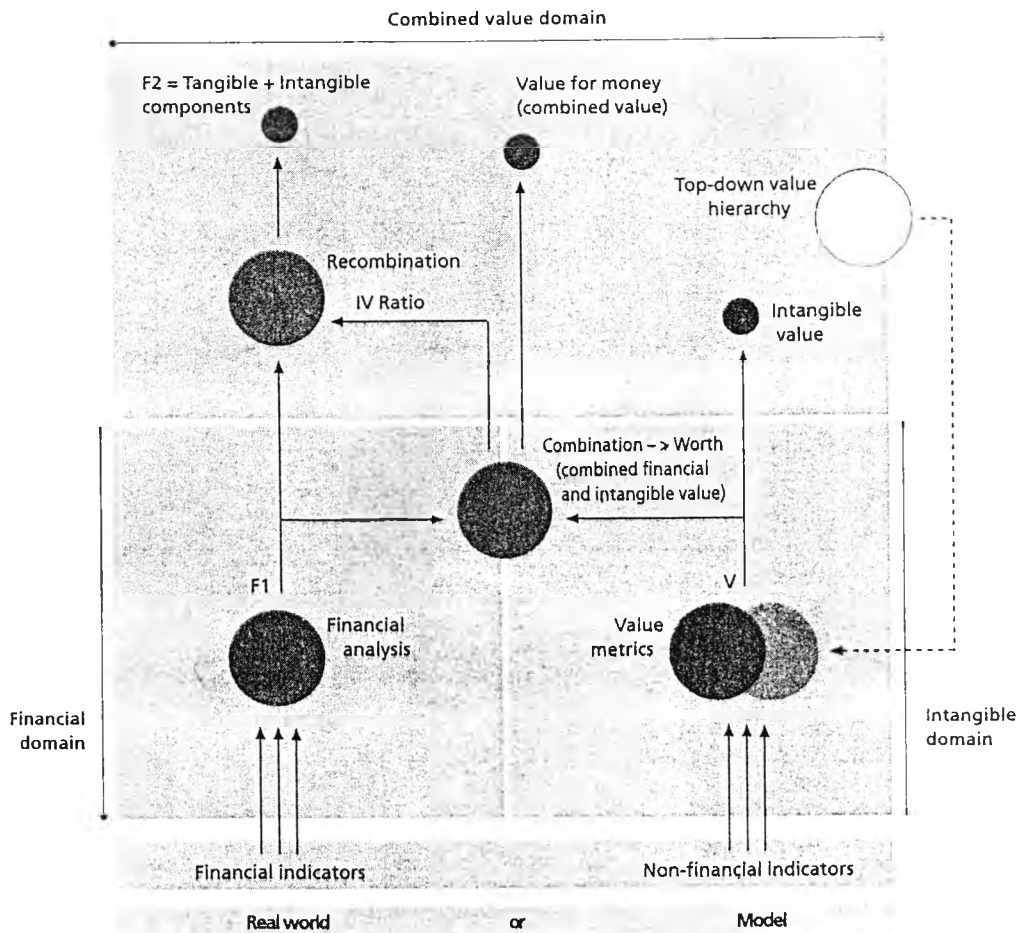 Combined value domain
F2 = Tangible + Intangible
components
Value for money
(combined value)
Top-down value
hierarchy
Recombination
IV Ratio
Intangible
value
Combination – > Worth
(combined financial
and intangible value)
F1
V
Financial
analysis
Value
metrics
Financial
domain
Intangible
domain
Financial indicators
Non-financial indicators
Real world
or
Model